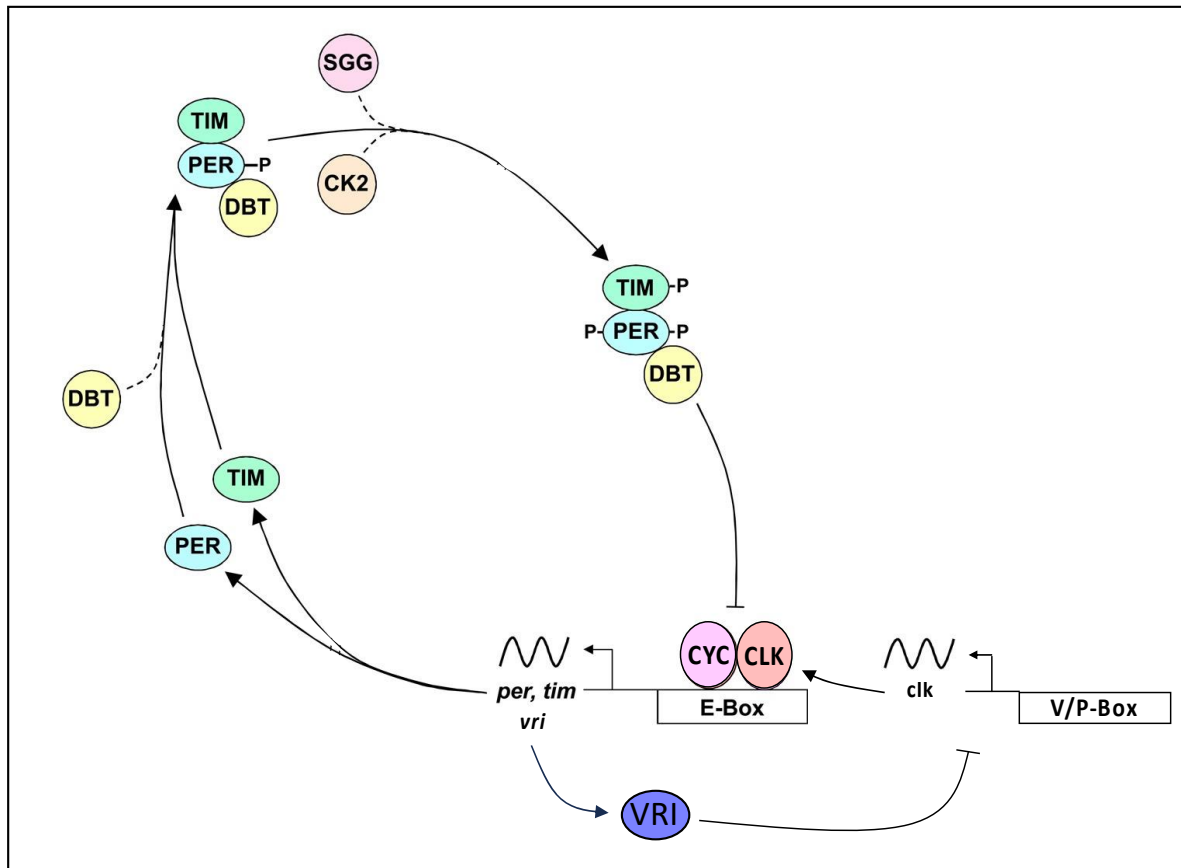 SGG
TIM
PER -P
CK2
DBT
TIM -P
P- PER -P
DBT
DBT
TIM
PER
CYC CLK
per, tim
vri
E-Box
clk
V/P-Box
VRI